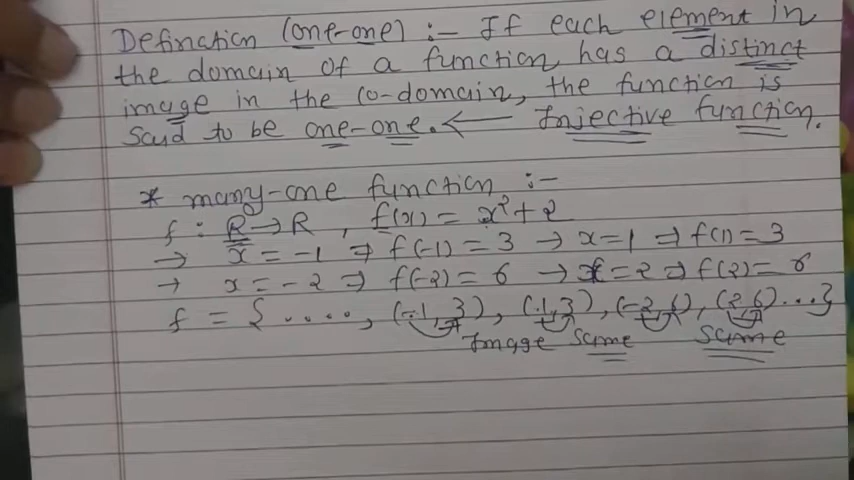 Defination (one-one) :- If each element in
the domain of a function has a distinct
image in the co-domain, the function is
said to be one-one. ← Injective function.
* many-one function :-
f : R → R , f(x) = x² + 2
→ x = -1 ⇒ f(-1) = 3 → x = 1 ⇒ f(1) = 3
→ x = -2 ⇒ f(-2) = 6 → x = 2 ⇒ f(2) = 6
f = { ....., (-1, 3), (1, 3), (-2, 6), (2, 6) ...}
Image same same